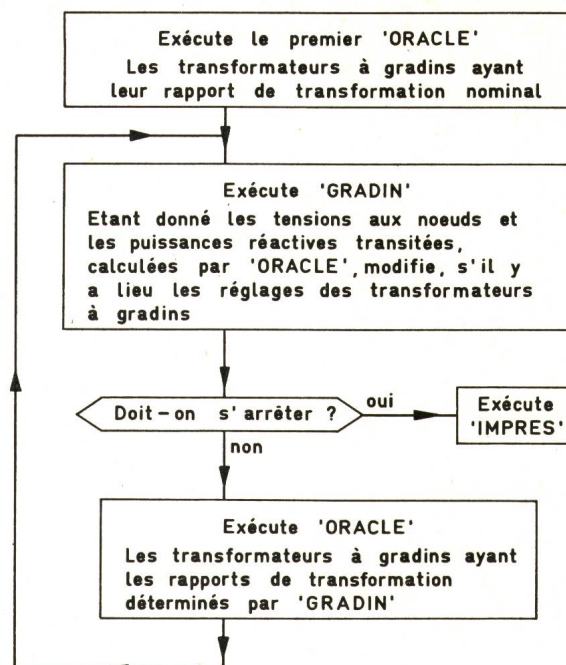 Exécute le premier 'ORACLE'
Les transformateurs à gradins ayant
leur rapport de transformation nominal
Exécute 'GRADIN'
Etant donné les tensions aux noeuds et
les puissances réactives transitées,
calculées par 'ORACLE', modifie, s'il y
a lieu les réglages des transformateurs
à gradins
Doit-on s'arrêter ?
oui
Exécute
'IMPRES'
non
Exécute 'ORACLE'
Les transformateurs à gradins ayant
les rapports de transformation
déterminés par 'GRADIN'